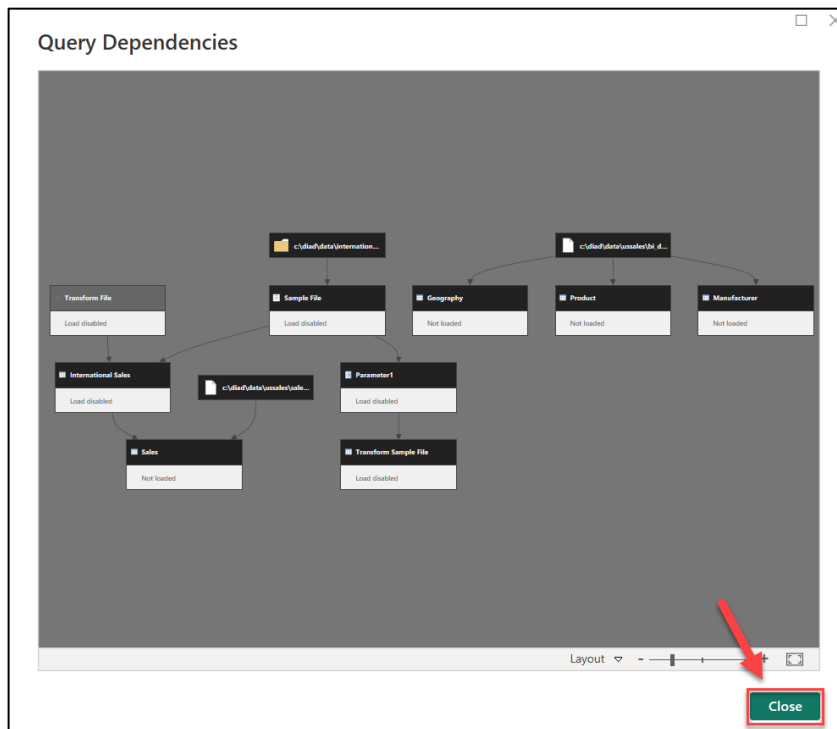 Query Dependencies
c:\diad\data\internation...
c:\diad\data\ussales\bi_d...
Transform File
Load disabled
Sample File
Load disabled
Geography
Not loaded
Product
Not loaded
Manufacturer
Not loaded
International Sales
Load disabled
c:\diad\data\ussales\sale...
Parameter1
Load disabled
Sales
Not loaded
Transform Sample File
Load disabled
Layout
Close